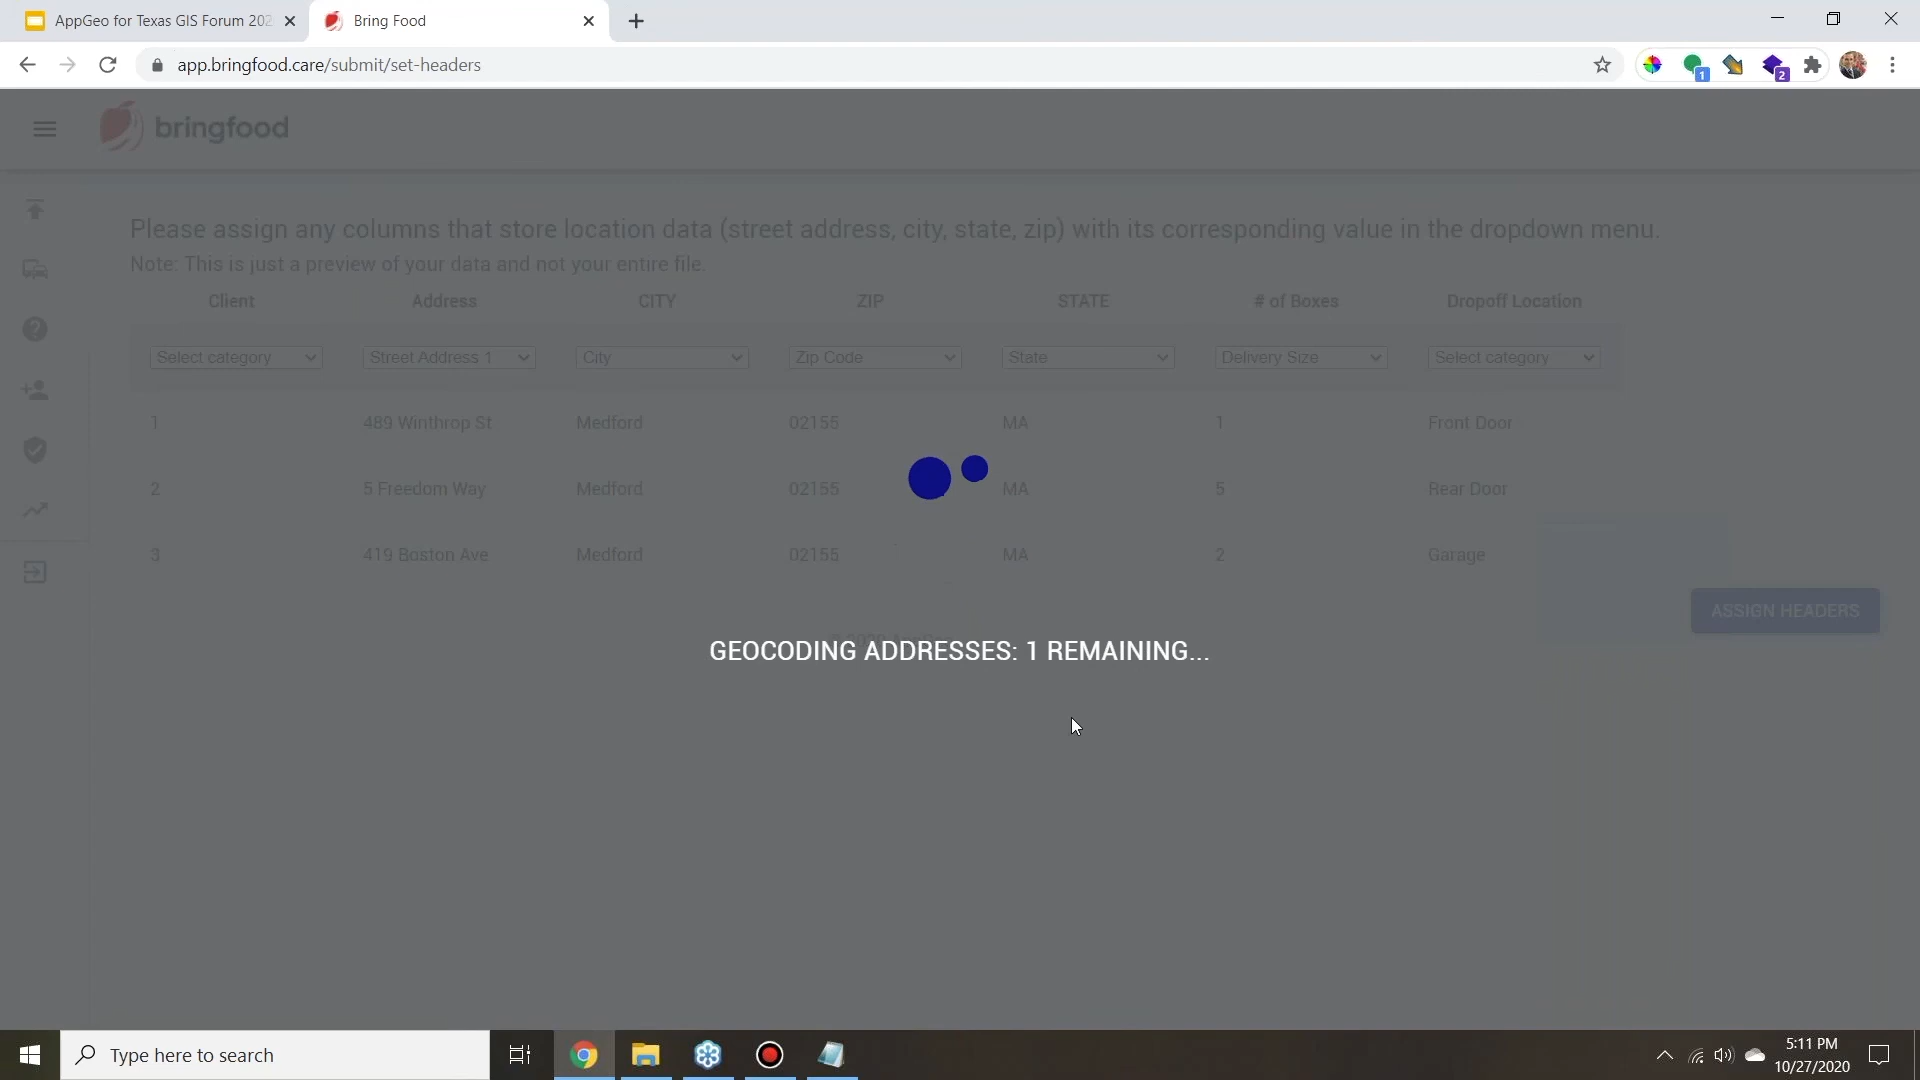 AppGeo for Texas GIS Forum 202
Bring Food
app.bringfood.care/submit/set-headers
1
2
bringfood
Please assign any columns that store location data (street address, city, state, zip) with its corresponding value in the dropdown menu.
Note: This is just a preview of your data and not your entire file.
Client Address CITY ZIP STATE # of Boxes Dropoff Location
Select category Street Address 1 City Zip Code State Delivery Size Select category
1 489 Winthrop St Medford 02155 MA 1 Front Door
2 5 Freedom Way Medford 02155 MA 5 Rear Door
3 419 Boston Ave Medford 02155 MA 2 Garage
ASSIGN HEADERS
GEOCODING ADDRESSES: 1 REMAINING...
Type here to search
5:11 PM
10/27/2020